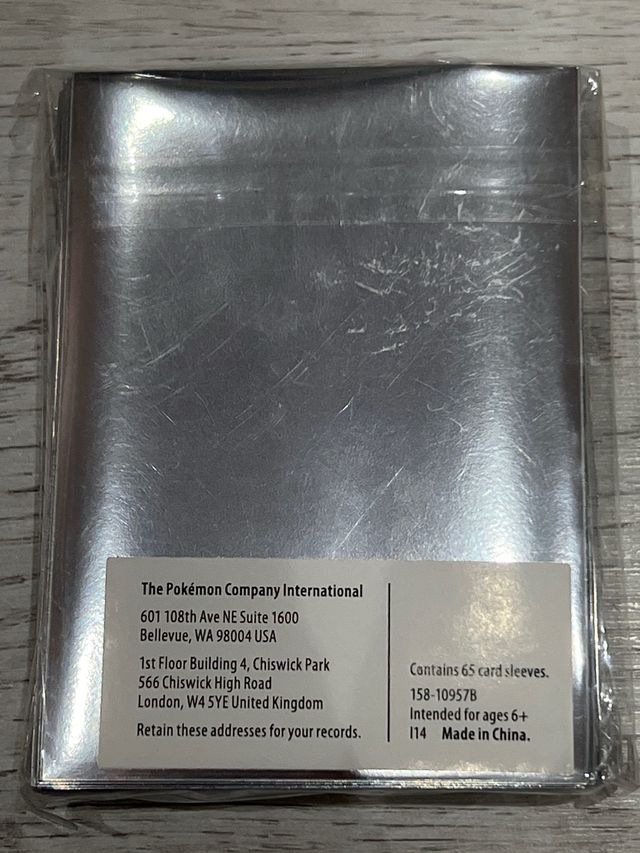 The Pokémon Company International
601 108th Ave NE Suite 1600
Bellevue, WA 98004 USA
1st Floor Building 4, Chiswick Park
566 Chiswick High Road
London, W4 5YE United Kingdom
Retain these addresses for your records.
Contains 65 card sleeves.
158-10957B
Intended for ages 6+
I14 Made in China.